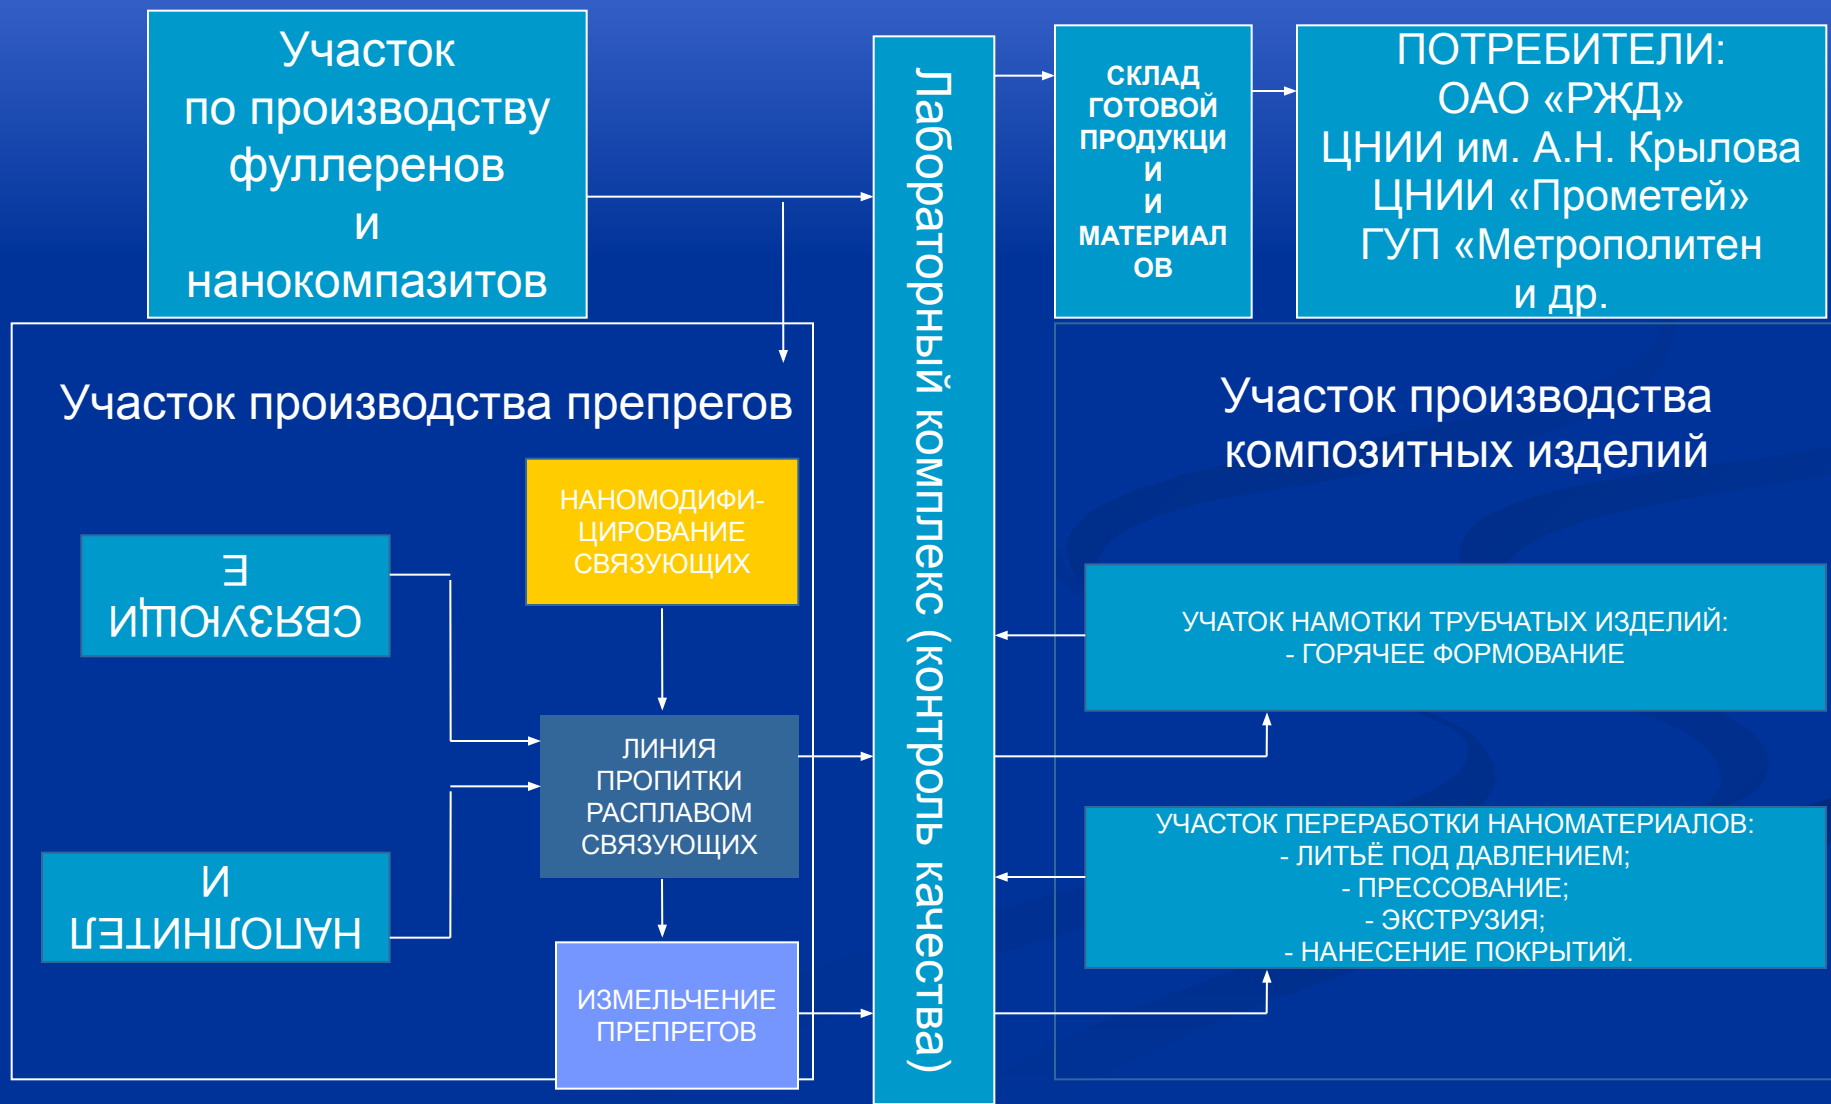 Участок
по производству
фуллеренов
и
нанокомпазитов
Лабораторный комплекс (контроль качества)
СКЛАД
ГОТОВОЙ
ПРОДУКЦИ
И
И
МАТЕРИАЛ
ОВ
ПОТРЕБИТЕЛИ:
ОАО «РЖД»
ЦНИИ им. А.Н. Крылова
ЦНИИ «Прометей»
ГУП «Метрополитен
и др.
Участок производства препрегов
НАНОМОДИФИ-
ЦИРОВАНИЕ
СВЯЗУЮЩИХ
СВЯЗУЮЩИ
Е
ЛИНИЯ
ПРОПИТКИ
РАСПЛАВОМ
СВЯЗУЮЩИХ
НАПОЛНИТЕЛ
И
ИЗМЕЛЬЧЕНИЕ
ПРЕПРЕГОВ
Участок производства
композитных изделий
УЧАТОК НАМОТКИ ТРУБЧАТЫХ ИЗДЕЛИЙ:
- ГОРЯЧЕЕ ФОРМОВАНИЕ
УЧАСТОК ПЕРЕРАБОТКИ НАНОМАТЕРИАЛОВ:
- ЛИТЬЁ ПОД ДАВЛЕНИЕМ;
- ПРЕССОВАНИЕ;
- ЭКСТРУЗИЯ;
- НАНЕСЕНИЕ ПОКРЫТИЙ.